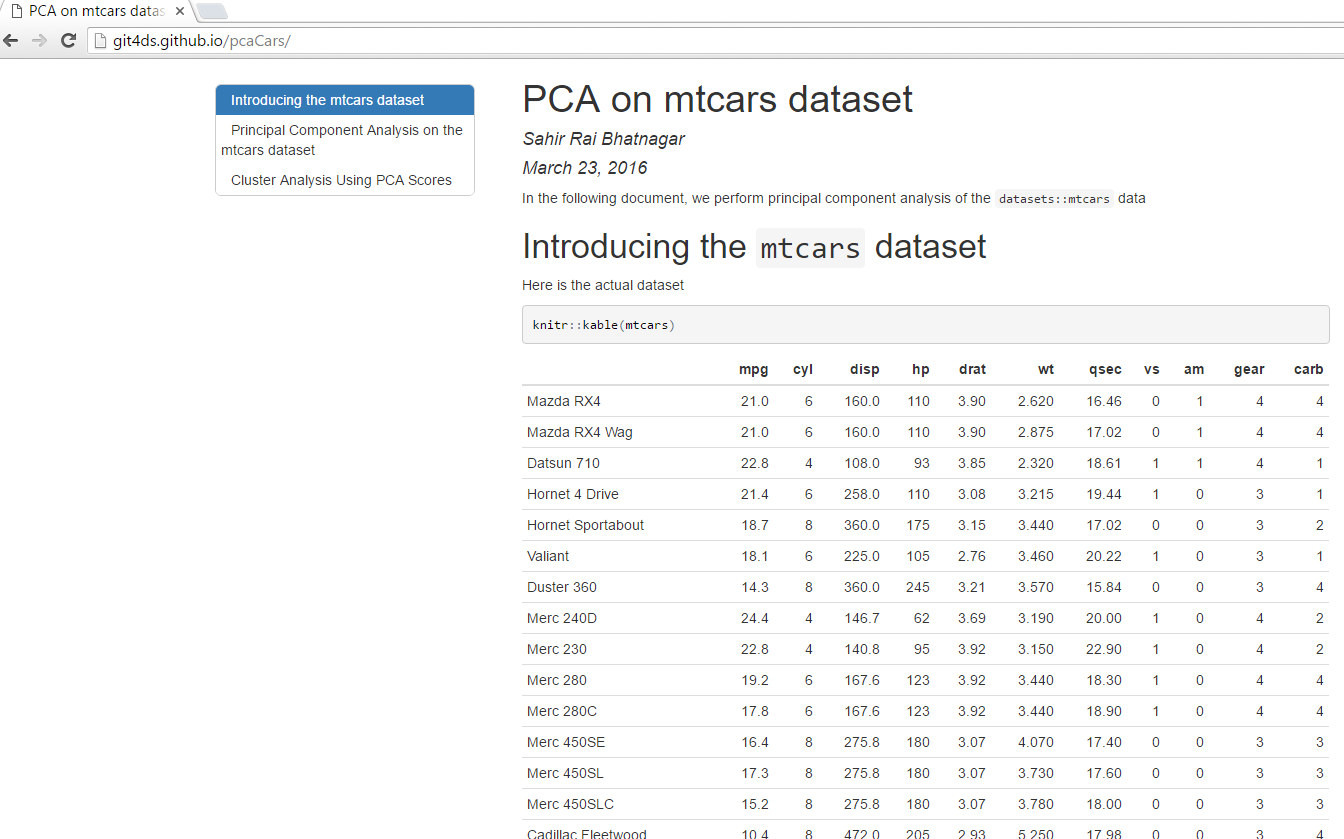 PCA on mtcars datas
git4ds.github.io/pcaCars/
Introducing the mtcars dataset
Principal Component Analysis on the
mtcars dataset
Cluster Analysis Using PCA Scores
PCA on mtcars dataset
Sahir Rai Bhatnagar
March 23, 2016
In the following document, we perform principal component analysis of the datasets::mtcars data
Introducing the mtcars dataset
Here is the actual dataset
knitr::kable(mtcars)
mpg cyl disp hp drat wt qsec vs am gear carb
Mazda RX4 21.0 6 160.0 110 3.90 2.620 16.46 0 1 4 4
Mazda RX4 Wag 21.0 6 160.0 110 3.90 2.875 17.02 0 1 4 4
Datsun 710 22.8 4 108.0 93 3.85 2.320 18.61 1 1 4 1
Hornet 4 Drive 21.4 6 258.0 110 3.08 3.215 19.44 1 0 3 1
Hornet Sportabout 18.7 8 360.0 175 3.15 3.440 17.02 0 0 3 2
Valiant 18.1 6 225.0 105 2.76 3.460 20.22 1 0 3 1
Duster 360 14.3 8 360.0 245 3.21 3.570 15.84 0 0 3 4
Merc 240D 24.4 4 146.7 62 3.69 3.190 20.00 1 0 4 2
Merc 230 22.8 4 140.8 95 3.92 3.150 22.90 1 0 4 2
Merc 280 19.2 6 167.6 123 3.92 3.440 18.30 1 0 4 4
Merc 280C 17.8 6 167.6 123 3.92 3.440 18.90 1 0 4 4
Merc 450SE 16.4 8 275.8 180 3.07 4.070 17.40 0 0 3 3
Merc 450SL 17.3 8 275.8 180 3.07 3.730 17.60 0 0 3 3
Merc 450SLC 15.2 8 275.8 180 3.07 3.780 18.00 0 0 3 3
Cadillac Fleetwood 10.4 8 472.0 205 2.93 5.250 17.98 0 0 3 4